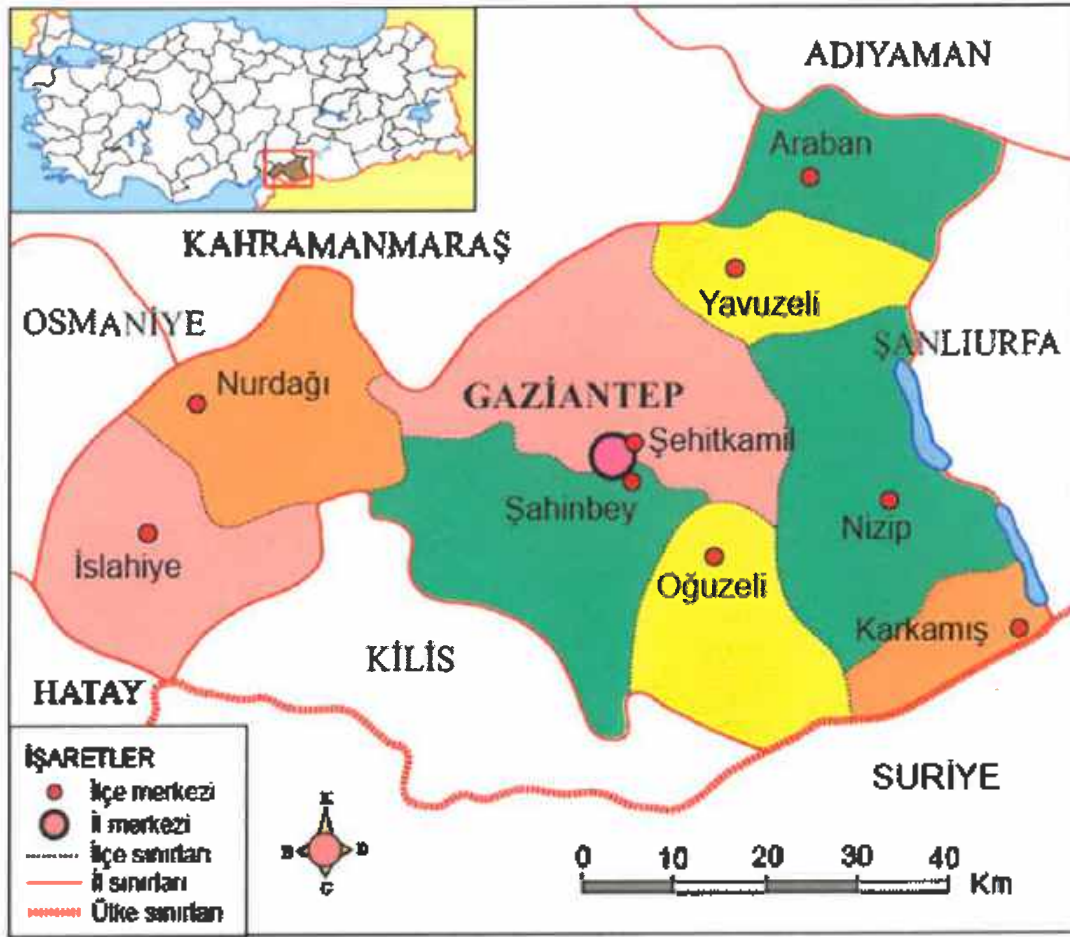 ADIYAMAN
Araban
KAHRAMANMARAŞ
Yavuzeli
OSMANİYE
ŞANLIURFA
Nurdağı
GAZİANTEP
Şehitkamil
Şahinbey
Nizip
İslahiye
Oğuzeli
Karkamış
KİLİS
HATAY
SURİYE
İŞARETLER
İlçe merkezi
İl merkezi
İlçe sınırları
İl sınırları
Ülke sınırları
K
B D
G
0 10 20 30 40
Km